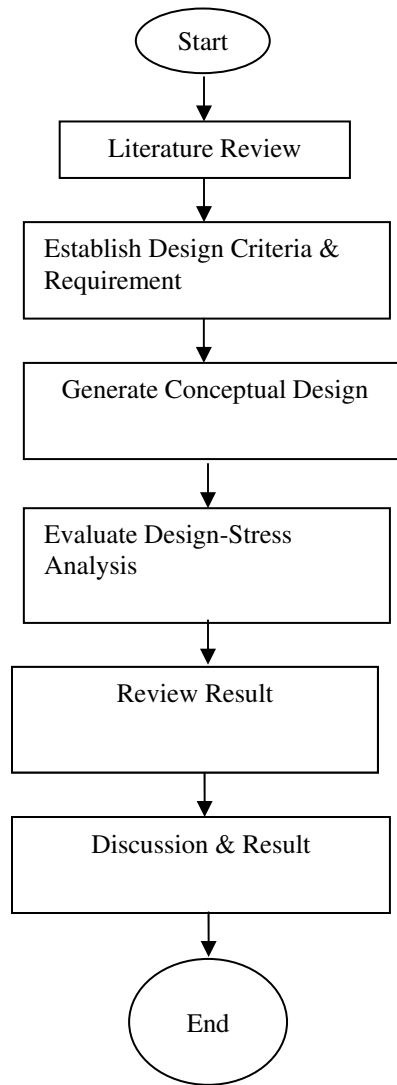 Start
Literature Review
Establish Design Criteria &
Requirement
Generate Conceptual Design
Evaluate Design-Stress
Analysis
Review Result
Discussion & Result
End